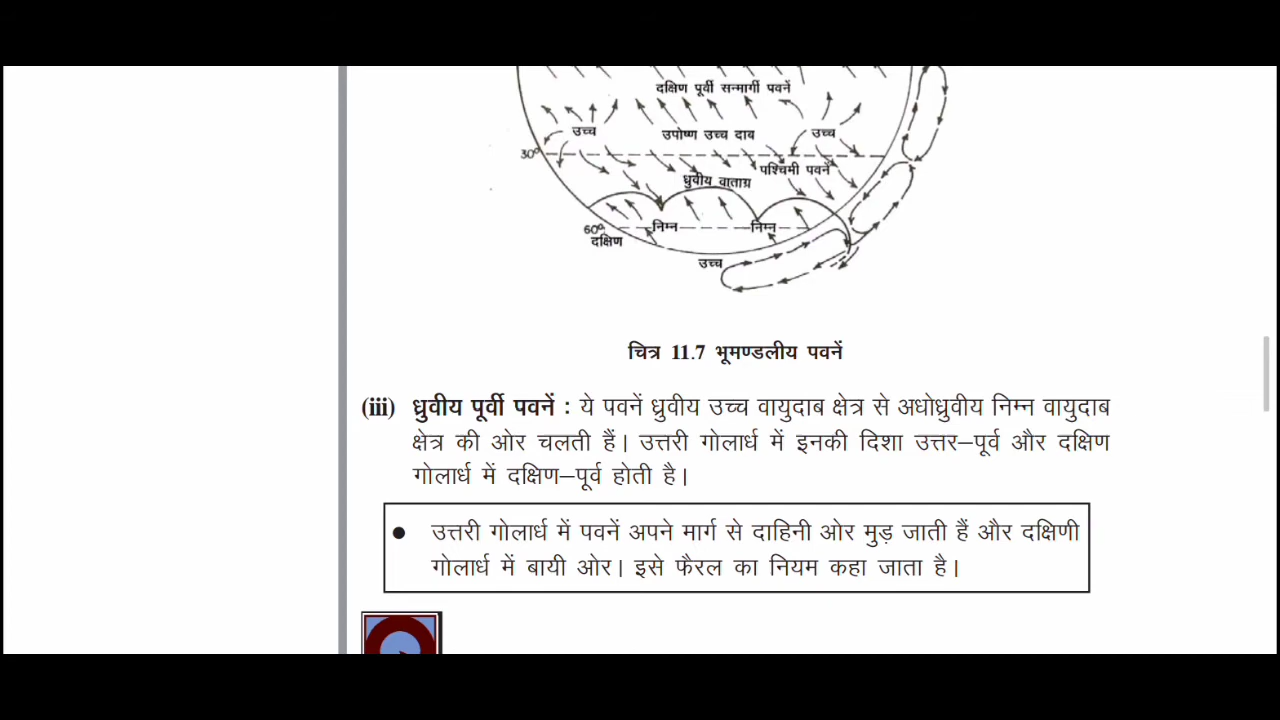 दक्षिण पूर्वी सन्मार्गी पवनें
उच्च
उपोष्ण उच्च दाब
उच्च
30°
पश्चिमी पवनें
ध्रुवीय वाताग्र
60°
निम्न
निम्न
दक्षिण
उच्च
चित्र 11.7 भूमण्डलीय पवनें
(iii) ध्रुवीय पूर्वी पवनें : ये पवनें ध्रुवीय उच्च वायुदाब क्षेत्र से अधोध्रुवीय निम्न वायुदाब
क्षेत्र की ओर चलती हैं। उत्तरी गोलार्ध में इनकी दिशा उत्तर–पूर्व और दक्षिण
गोलार्ध में दक्षिण–पूर्व होती है।
● उत्तरी गोलार्ध में पवनें अपने मार्ग से दाहिनी ओर मुड़ जाती हैं और दक्षिणी
गोलार्ध में बायी ओर। इसे फैरल का नियम कहा जाता है।